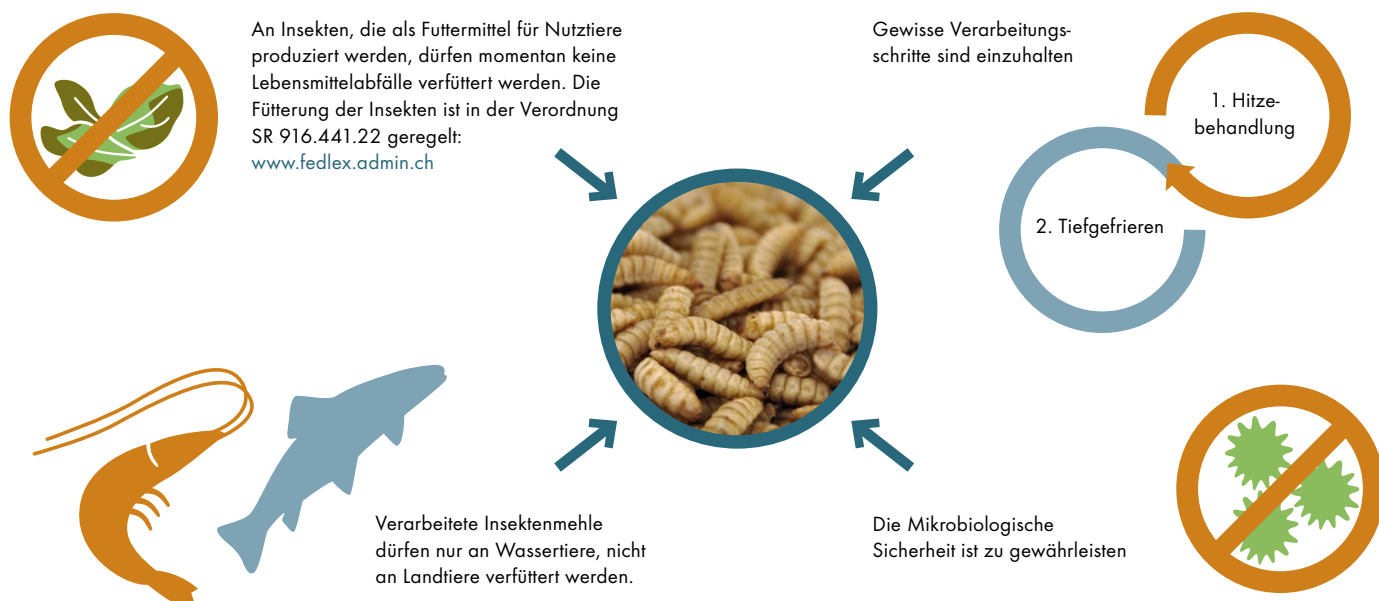 An Insekten, die als Futtermittel für Nutztiere
produziert werden, dürfen momentan keine
Lebensmittelabfälle verfüttert werden. Die
Fütterung der Insekten ist in der Verordnung
SR 916.441.22 geregelt:
www.fedlex.admin.ch
Gewisse Verarbeitungs-
schritte sind einzuhalten
1. Hitze-
behandlung
2. Tiefgefrieren
Verarbeitete Insektenmehle
dürfen nur an Wassertiere, nicht
an Landtiere verfüttert werden.
Die Mikrobiologische
Sicherheit ist zu gewährleisten